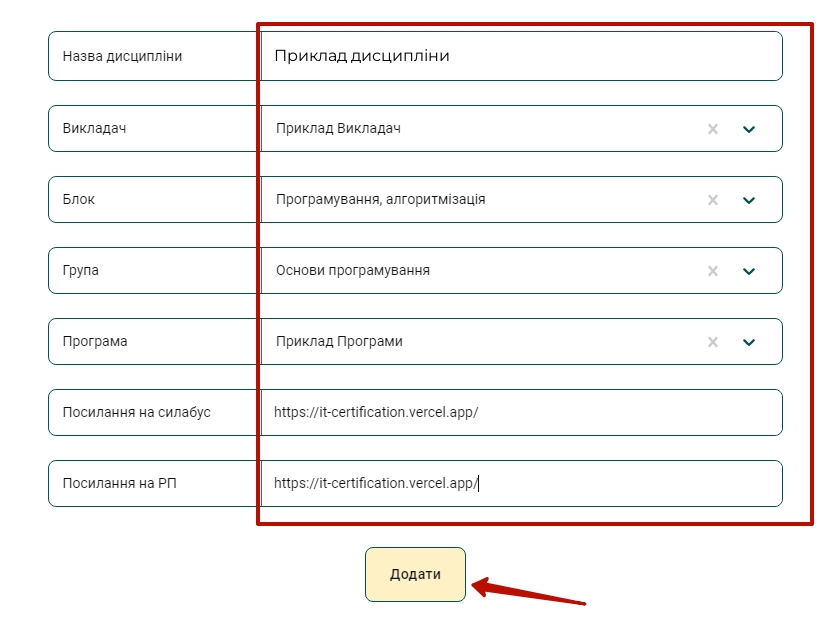 Назва дисципліни Приклад дисципліни
Викладач Приклад Викладач
Блок Програмування, алгоритмізація
Група Основи програмування
Програма Приклад Програми
Посилання на силабус https://it-certification.vercel.app/
Посилання на РП https://it-certification.vercel.app/
Додати